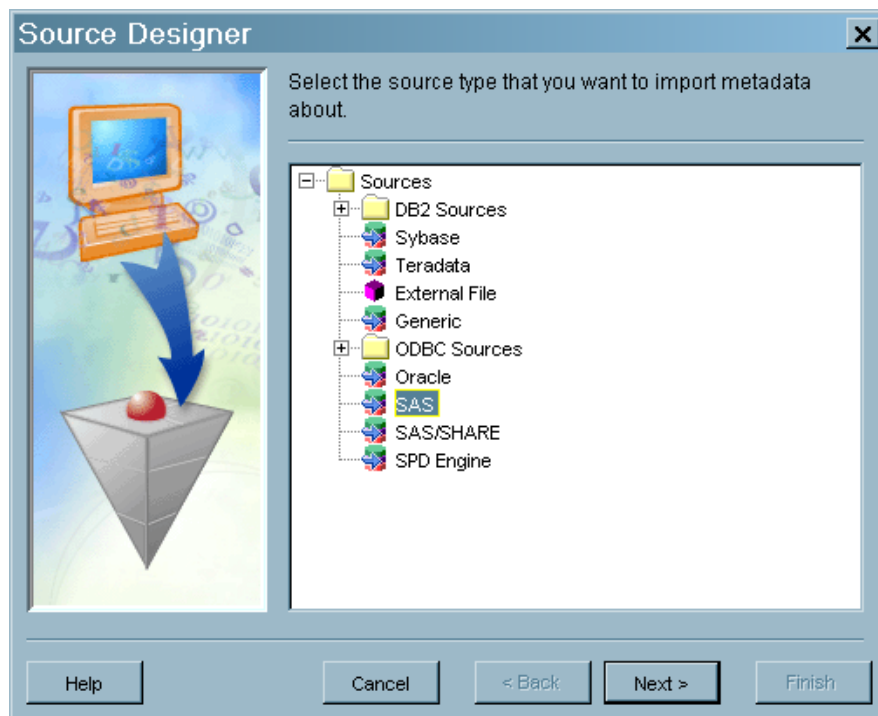 Source Designer
Select the source type that you want to import metadata
about.
Sources
DB2 Sources
Sybase
Teradata
External File
Generic
ODBC Sources
Oracle
SAS
SAS/SHARE
SPD Engine
Help
Cancel
< Back
Next >
Finish